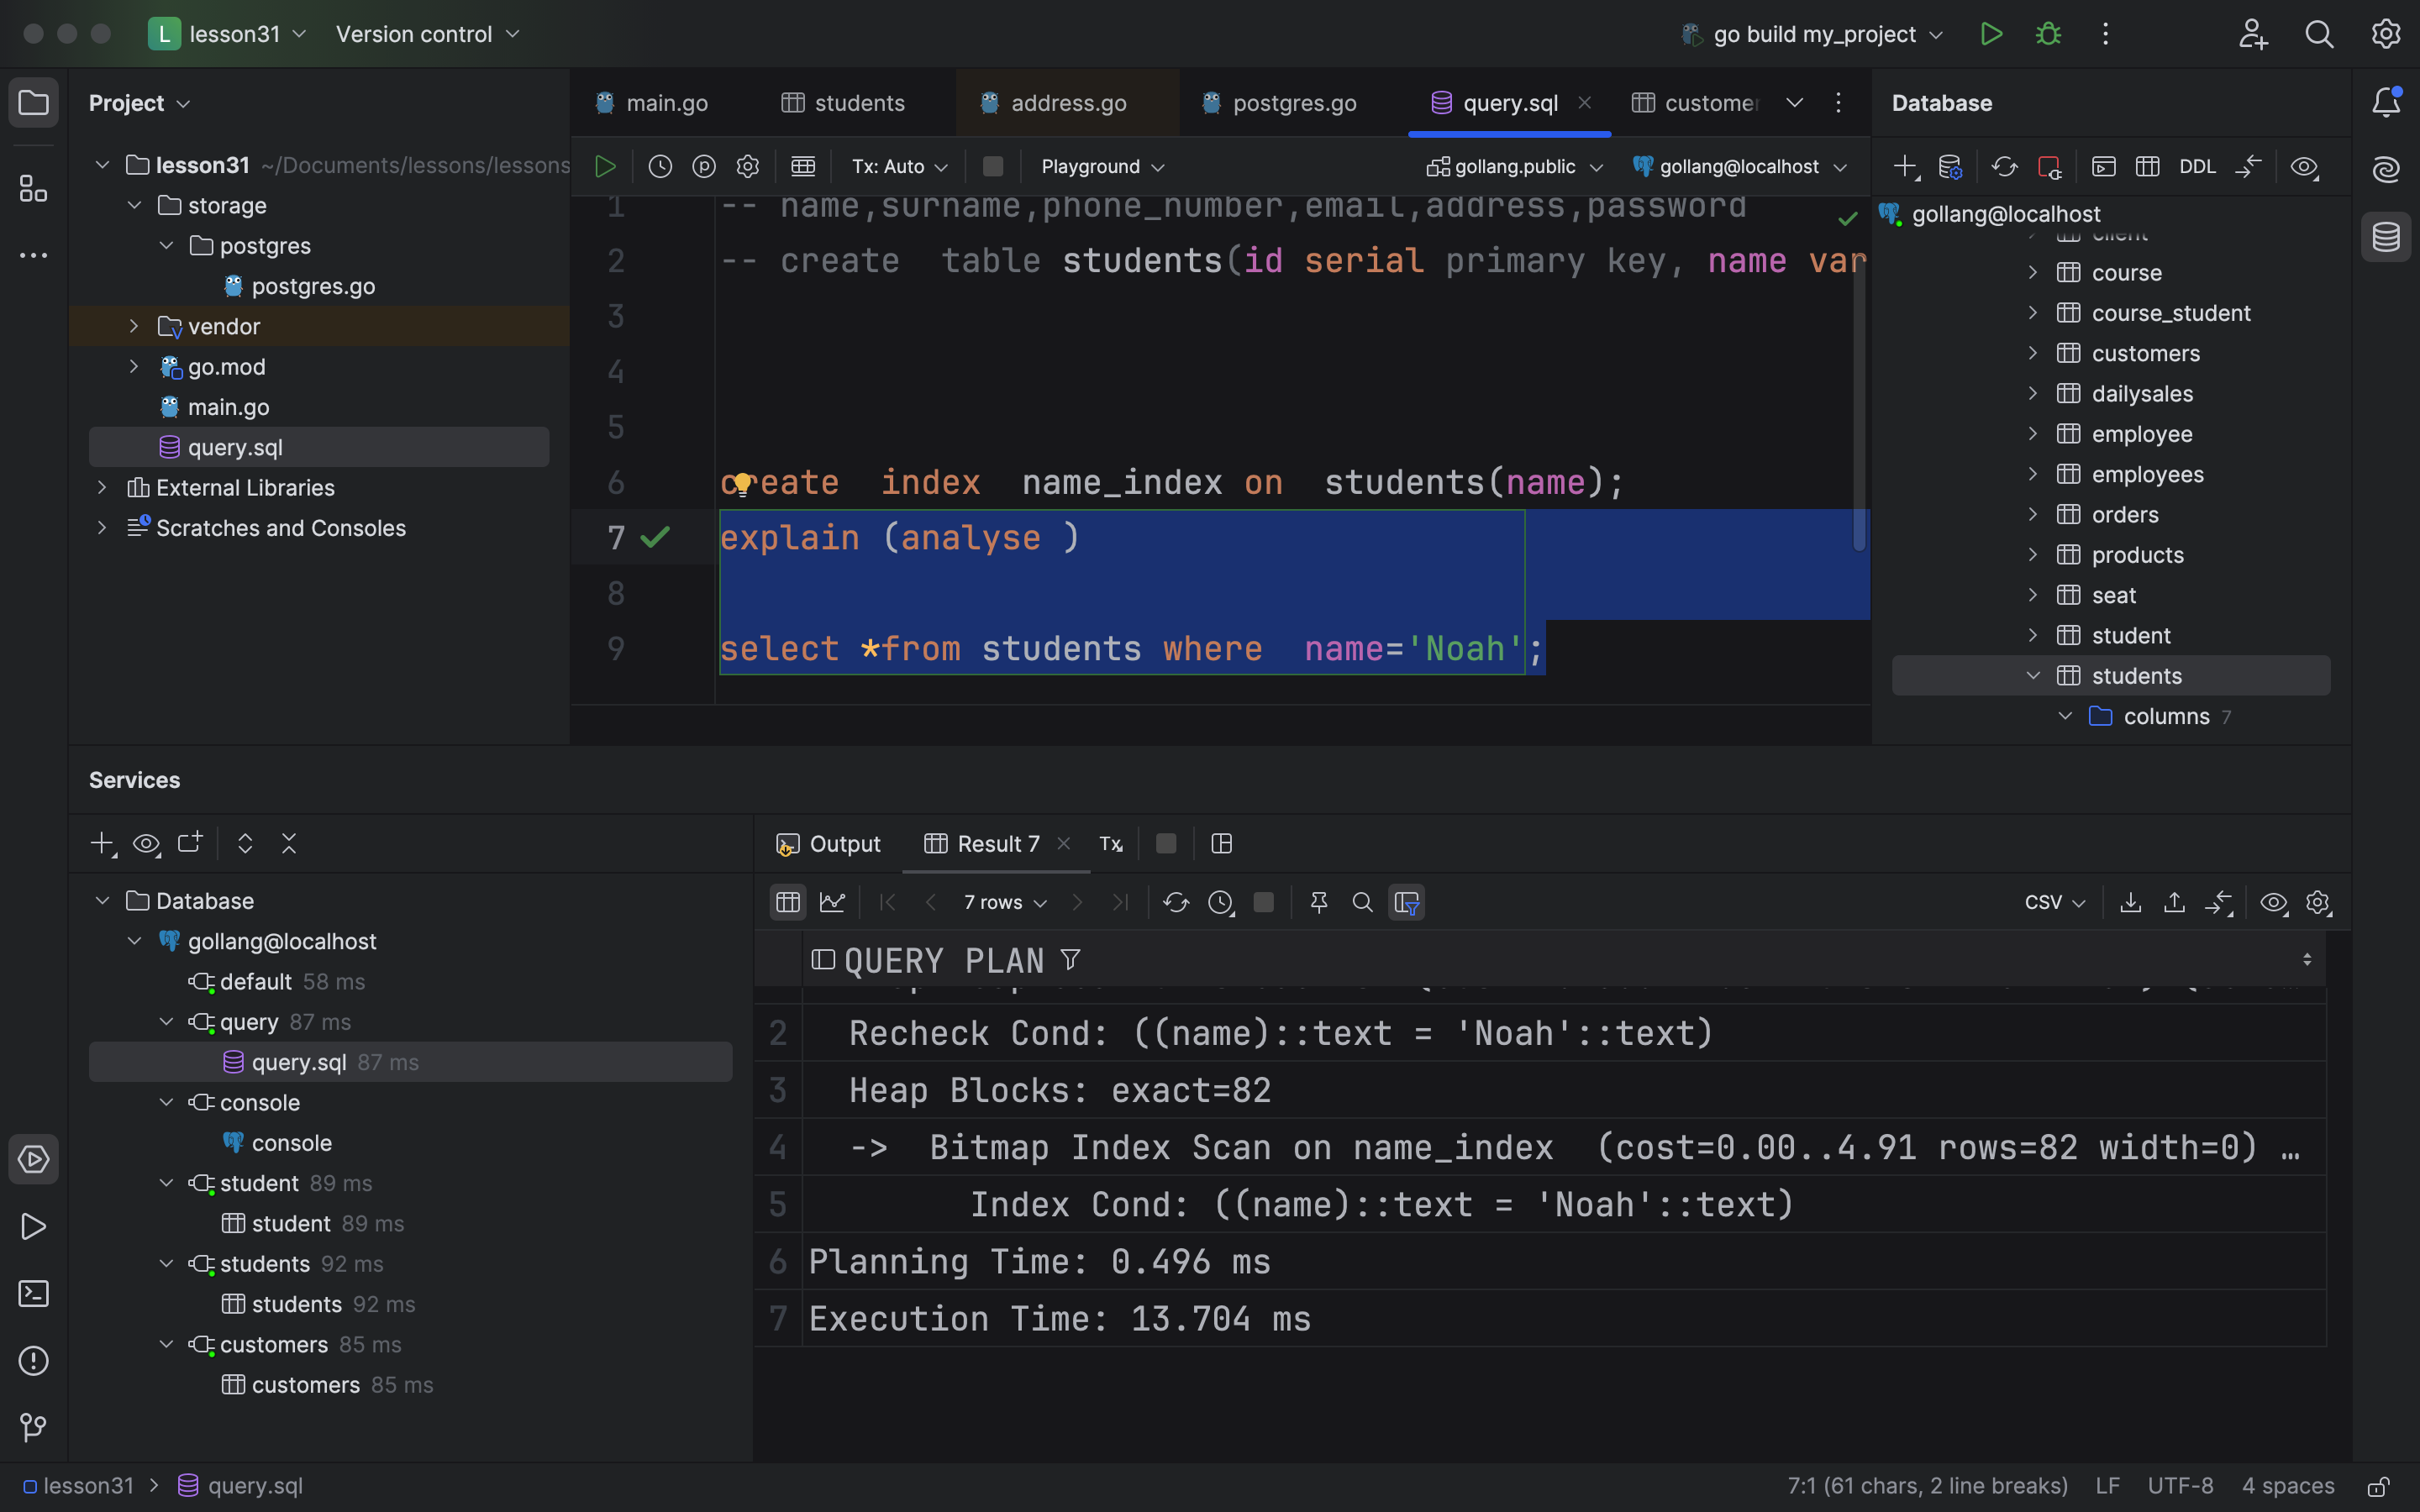 L lesson31 Version control go build my_project
Project
lesson31 ~/Documents/lessons/lessons
storage
postgres
postgres.go
vendor
go.mod
main.go
query.sql
External Libraries
Scratches and Consoles
main.go students address.go postgres.go query.sql customer
Tx: Auto Playground gollang.public gollang@localhost
1 -- name,surname,phone_number,email,address,password
2 -- create  table students(id serial primary key, name var
3
4
5
6 create  index  name_index on  students(name);
7 explain (analyse )
8
9 select *from students where  name='Noah';
Database
DDL
gollang@localhost
client
course
course_student
customers
dailysales
employee
employees
orders
products
seat
student
students
columns 7
Services
Database
gollang@localhost
default 58 ms
query 87 ms
query.sql 87 ms
console
console
student 89 ms
student 89 ms
students 92 ms
students 92 ms
customers 85 ms
customers 85 ms
Output Result 7 Tx
7 rows CSV
QUERY PLAN
2 Recheck Cond: ((name)::text = 'Noah'::text)
3 Heap Blocks: exact=82
4 ->  Bitmap Index Scan on name_index  (cost=0.00..4.91 rows=82 width=0) …
5 Index Cond: ((name)::text = 'Noah'::text)
6 Planning Time: 0.496 ms
7 Execution Time: 13.704 ms
lesson31 > query.sql 7:1 (61 chars, 2 line breaks) LF UTF-8 4 spaces